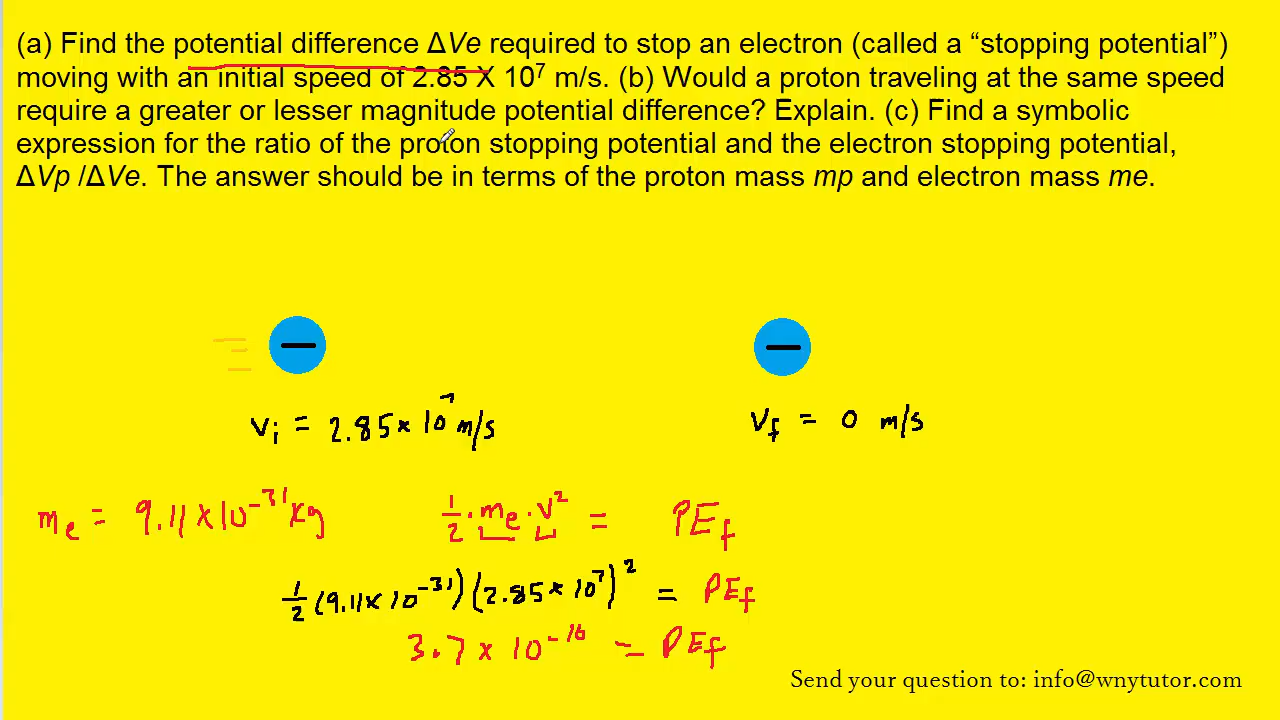 (a) Find the potential difference ΔVe required to stop an electron (called a “stopping potential”)
moving with an initial speed of 2.85 X 10⁷ m/s. (b) Would a proton traveling at the same speed
require a greater or lesser magnitude potential difference? Explain. (c) Find a symbolic
expression for the ratio of the proton stopping potential and the electron stopping potential,
ΔVp /ΔVe. The answer should be in terms of the proton mass mp and electron mass me.
− −
vᵢ = 2.85 × 10⁷ m/s v_f = 0 m/s
mₑ = 9.11 × 10⁻³¹ kg 1/2 · mₑ · v² = PE_f
1/2 (9.11 × 10⁻³¹)(2.85 × 10⁷)² = PE_f
3.7 × 10⁻¹⁶ = PE_f
Send your question to: info@wnytutor.com